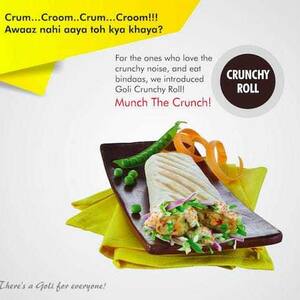 Crum...Croom..Crum...Croom!!!
Awaaz nahi aaya toh kya khaya?
For the ones who love the
crunchy noise, and eat
bindaas, we introduced
Goli Crunchy Roll!
Munch The Crunch!
CRUNCHY
ROLL
There's a Goli for everyone!